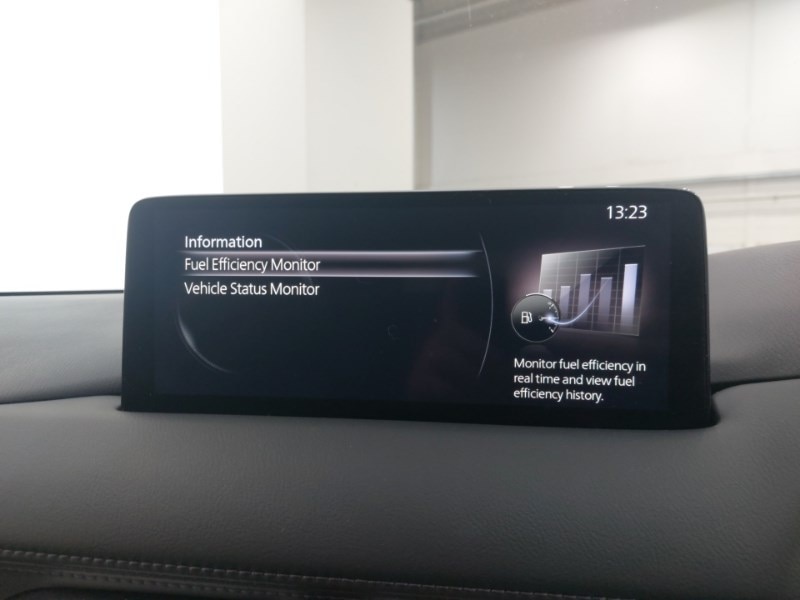 13:23
Information
Fuel Efficiency Monitor
Vehicle Status Monitor
Monitor fuel efficiency in
real time and view fuel
efficiency history.